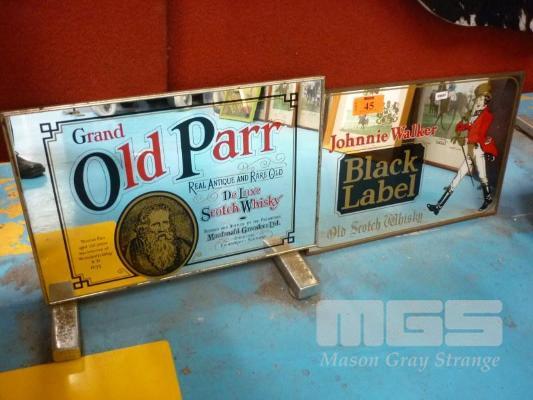 Grand
Old Parr
REAL ANTIQUE AND RARE OLD
De Luxe
Scotch Whisky
Macdonald Greenlees Ltd.
45
Johnnie Walker
Black
Label
Old Scotch Whisky
MGS
Mason Gray Strange